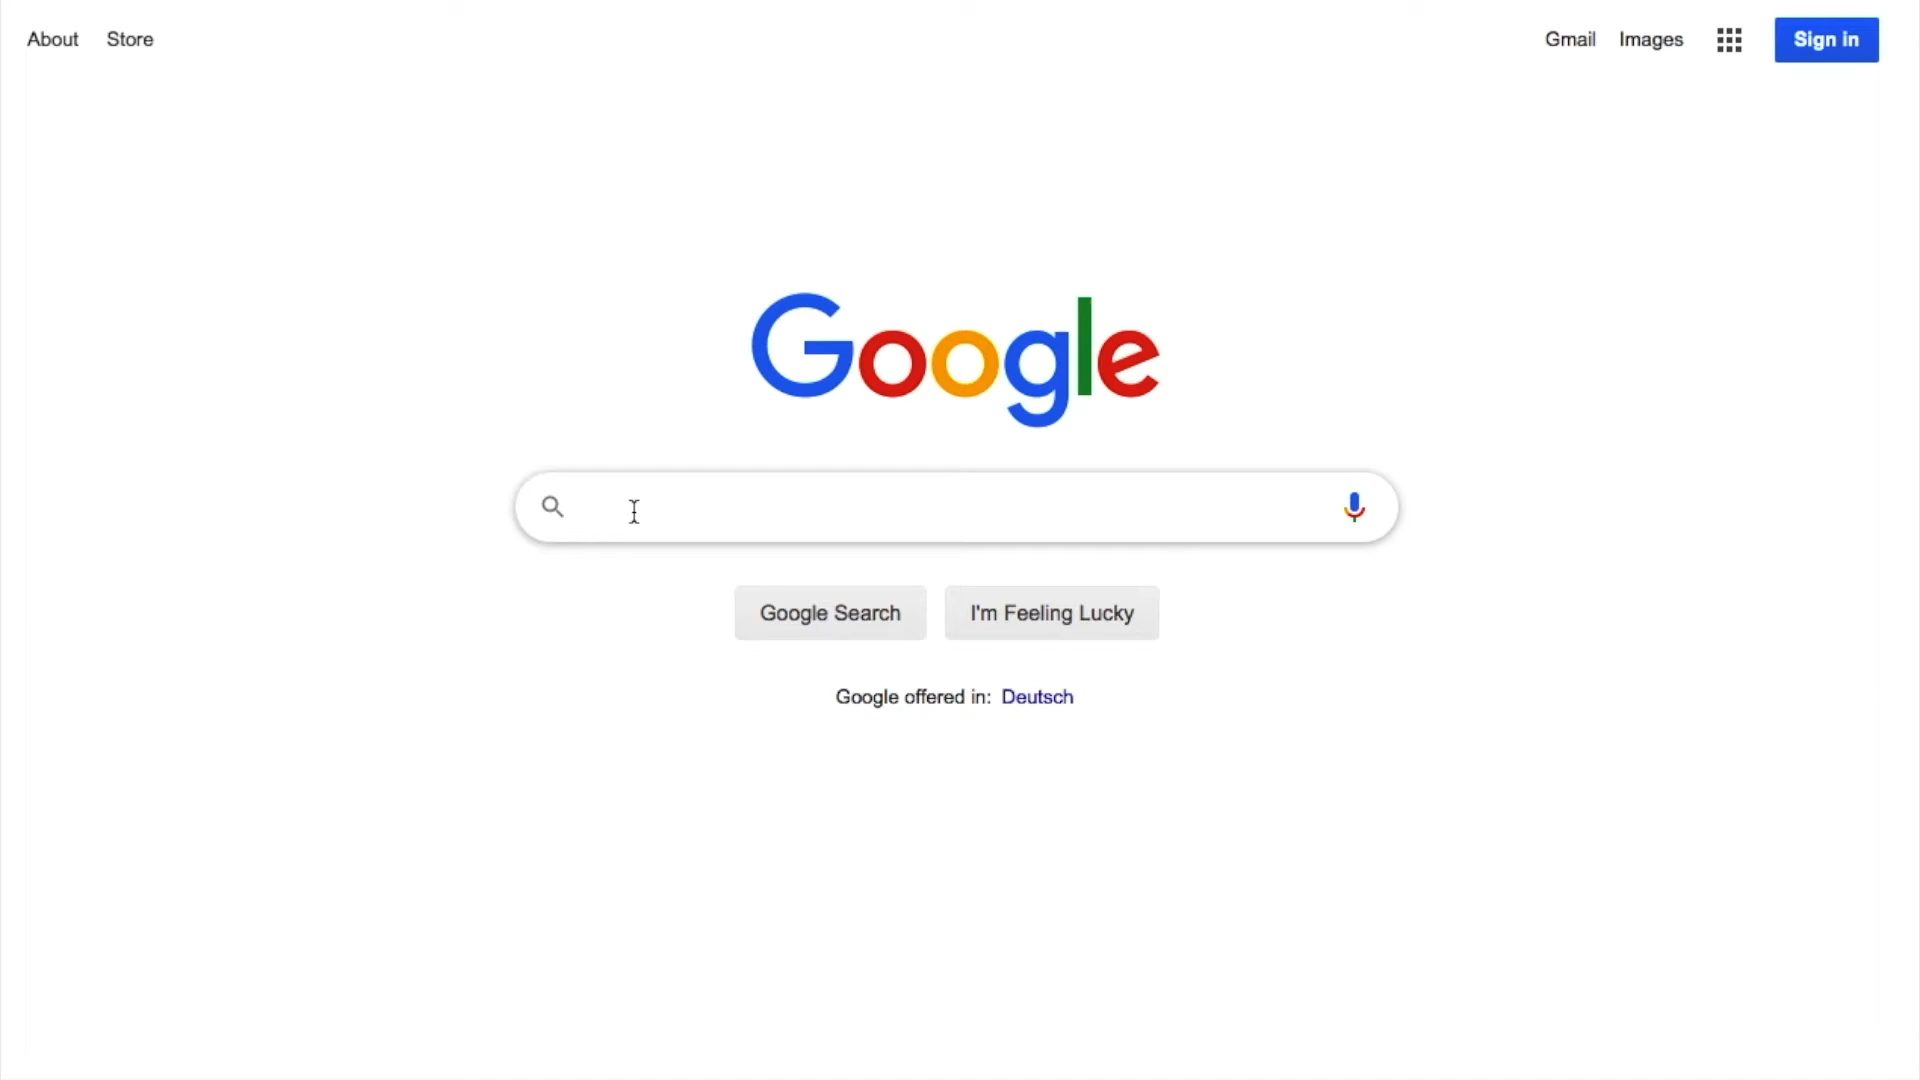 About Store
Gmail Images Sign in
Google
Google Search I'm Feeling Lucky
Google offered in: Deutsch